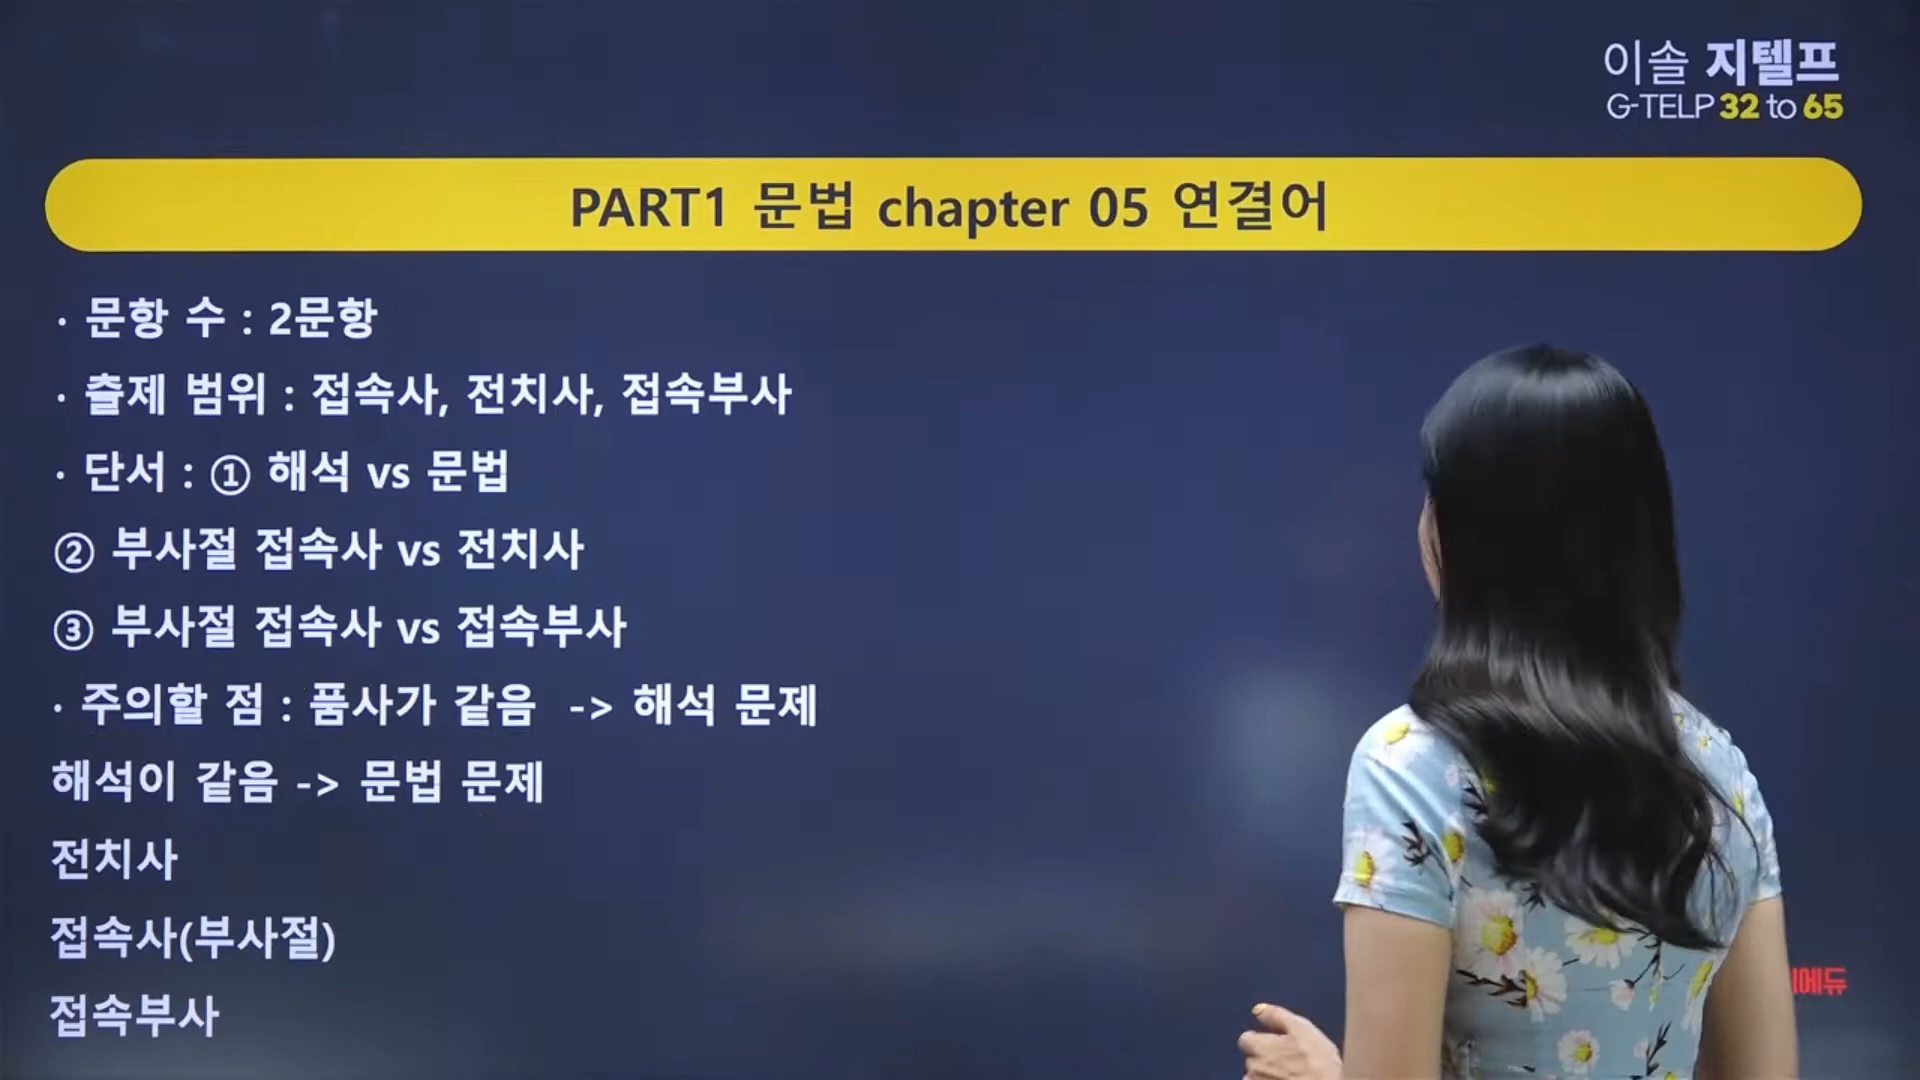 이솔 지텔프
G-TELP 32 to 65
PART1 문법 chapter 05 연결어
· 문항 수 : 2문항
· 출제 범위 : 접속사, 전치사, 접속부사
· 단서 : ① 해석 vs 문법
② 부사절 접속사 vs 전치사
③ 부사절 접속사 vs 접속부사
· 주의할 점 : 품사가 같음 -> 해석 문제
해석이 같음 -> 문법 문제
전치사
접속사(부사절)
접속부사
에듀